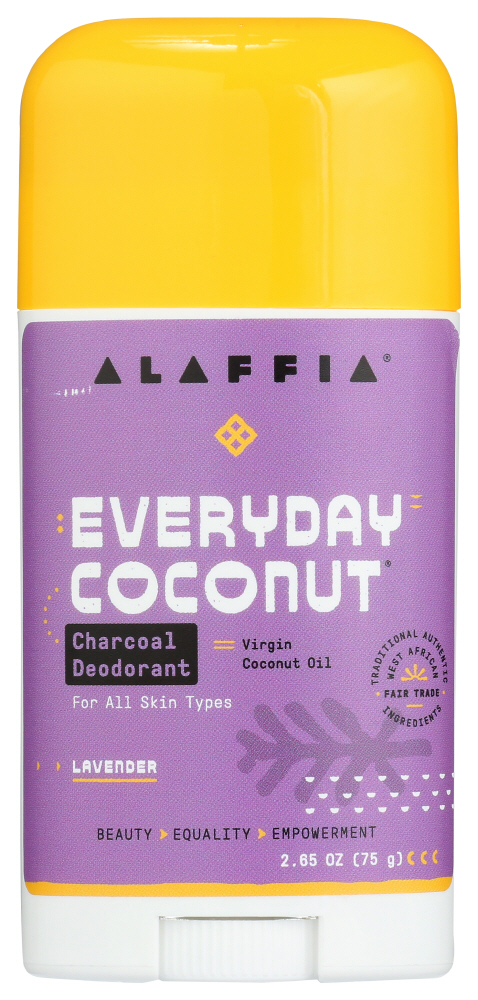 ALAFFIA®
EVERYDAY
COCONUT®
Charcoal
Deodorant
Virgin
Coconut Oil
For All Skin Types
TRADITIONAL AUTHENTIC
WEST AFRICAN
• FAIR TRADE •
INGREDIENTS
LAVENDER
BEAUTY EQUALITY EMPOWERMENT
2.65 OZ (75 g)